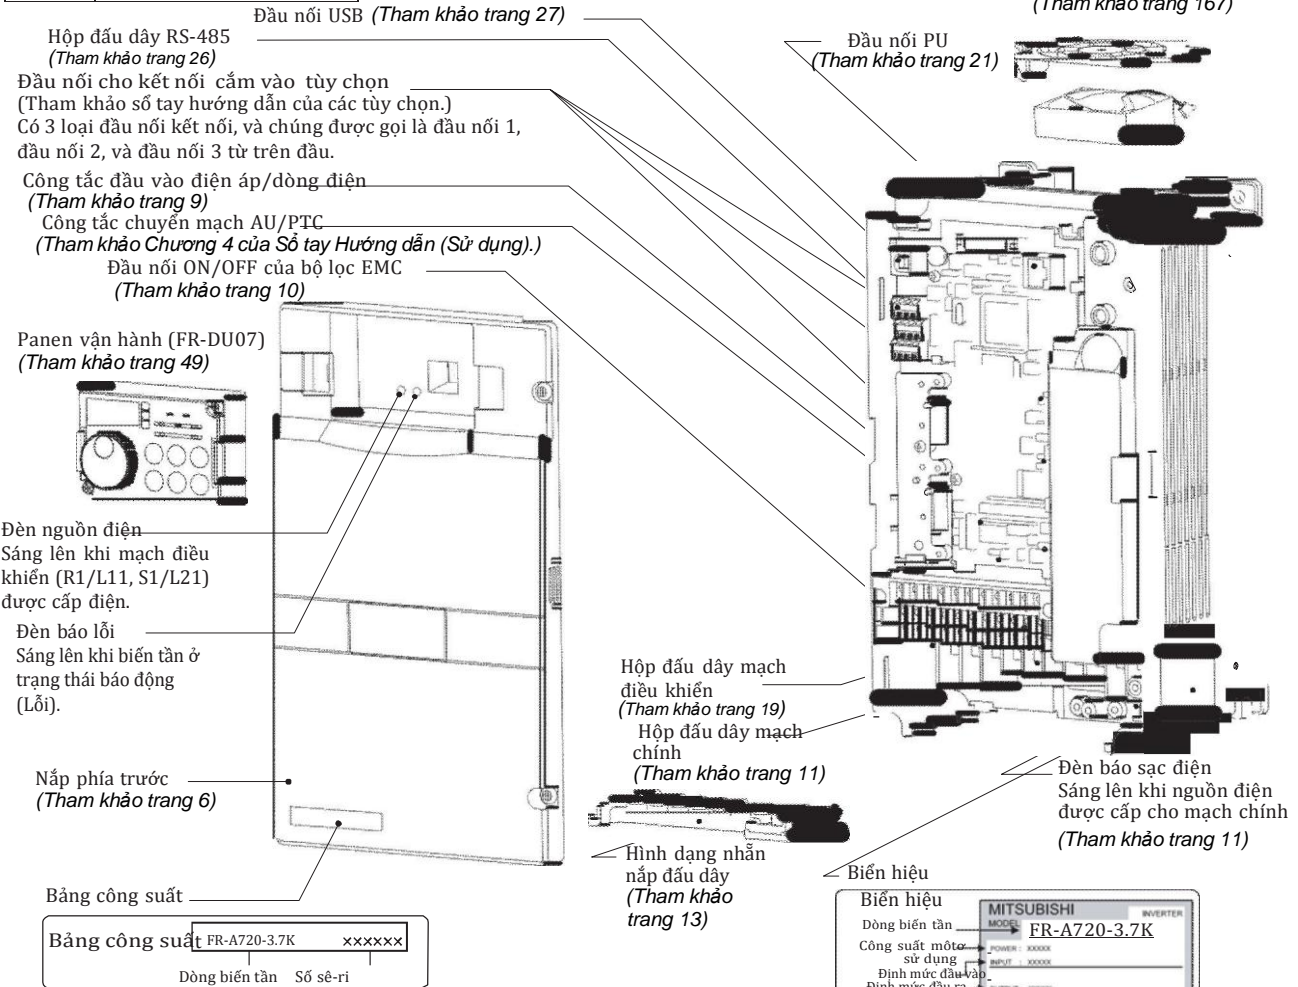 (Tham khảo trang 167)
Đầu nối USB (Tham khảo trang 27)
Hộp đấu dây RS-485
(Tham khảo trang 26)
Đầu nối PU
(Tham khảo trang 21)
Đầu nối cho kết nối cắm vào tùy chọn
(Tham khảo sổ tay hướng dẫn của các tùy chọn.)
Có 3 loại đầu nối kết nối, và chúng được gọi là đầu nối 1,
đầu nối 2, và đầu nối 3 từ trên đầu.
Công tắc đầu vào điện áp/dòng điện
(Tham khảo trang 9)
Công tắc chuyển mạch AU/PTC
(Tham khảo Chương 4 của Sổ tay Hướng dẫn (Sử dụng).)
Đầu nối ON/OFF của bộ lọc EMC
(Tham khảo trang 10)
Panen vận hành (FR-DU07)
(Tham khảo trang 49)
Đèn nguồn điện
Sáng lên khi mạch điều
khiển (R1/L11, S1/L21)
được cấp điện.
Đèn báo lỗi
Sáng lên khi biến tần ở
trạng thái báo động
(Lỗi).
Nắp phía trước
(Tham khảo trang 6)
Bảng công suất
Bảng công suất FR-A720-3.7K xxxxxx
Dòng biến tần Số sê-ri
Hộp đấu dây mạch
điều khiển
(Tham khảo trang 19)
Hộp đấu dây mạch
chính
(Tham khảo trang 11)
Hình dạng nhẵn
nắp đấu dây
(Tham khảo
trang 13)
Đèn báo sạc điện
Sáng lên khi nguồn điện
được cấp cho mạch chính
(Tham khảo trang 11)
Biển hiệu
Biển hiệu
MITSUBISHI INVERTER
Dòng biến tần MODEL FR-A720-3.7K
Công suất môtơ
sử dụng
POWER : XXXXX
Định mức đầu vào INPUT : XXXXX
Định mức đầu ra